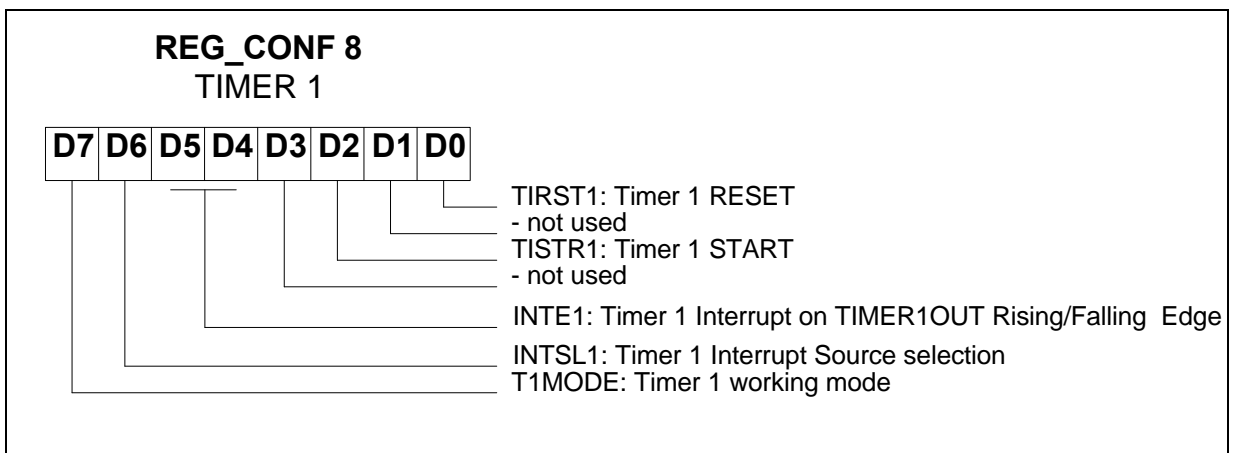 REG_CONF 8
TIMER 1
D7 D6 D5 D4 D3 D2 D1 D0
TIRST1: Timer 1 RESET
- not used
TISTR1: Timer 1 START
- not used
INTE1: Timer 1 Interrupt on TIMER1OUT Rising/Falling Edge
INTSL1: Timer 1 Interrupt Source selection
T1MODE: Timer 1 working mode